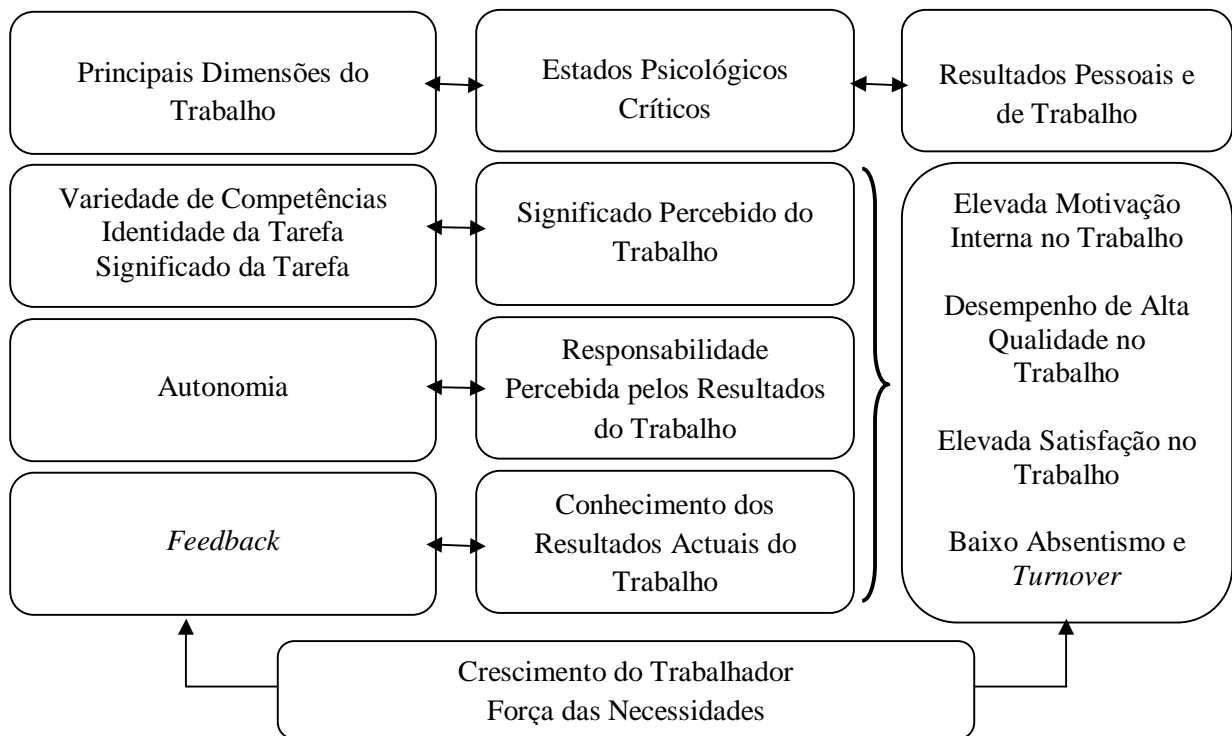 Principais Dimensões do
Trabalho
Estados Psicológicos
Críticos
Resultados Pessoais e
de Trabalho
Variedade de Competências
Identidade da Tarefa
Significado da Tarefa
Significado Percebido do
Trabalho
Autonomia
Responsabilidade
Percebida pelos Resultados
do Trabalho
Feedback
Conhecimento dos
Resultados Actuais do
Trabalho
Elevada Motivação
Interna no Trabalho
Desempenho de Alta
Qualidade no
Trabalho
Elevada Satisfação no
Trabalho
Baixo Absentismo e
Turnover
Crescimento do Trabalhador
Força das Necessidades